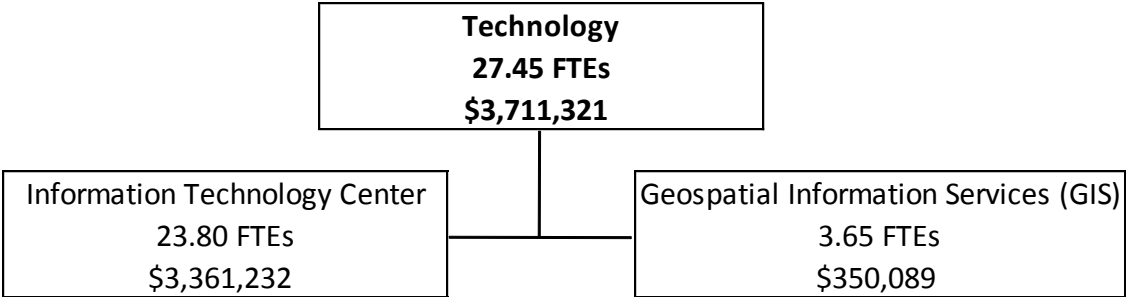 Technology
27.45 FTEs
$3,711,321
Information Technology Center
23.80 FTEs
$3,361,232
Geospatial Information Services (GIS)
3.65 FTEs
$350,089